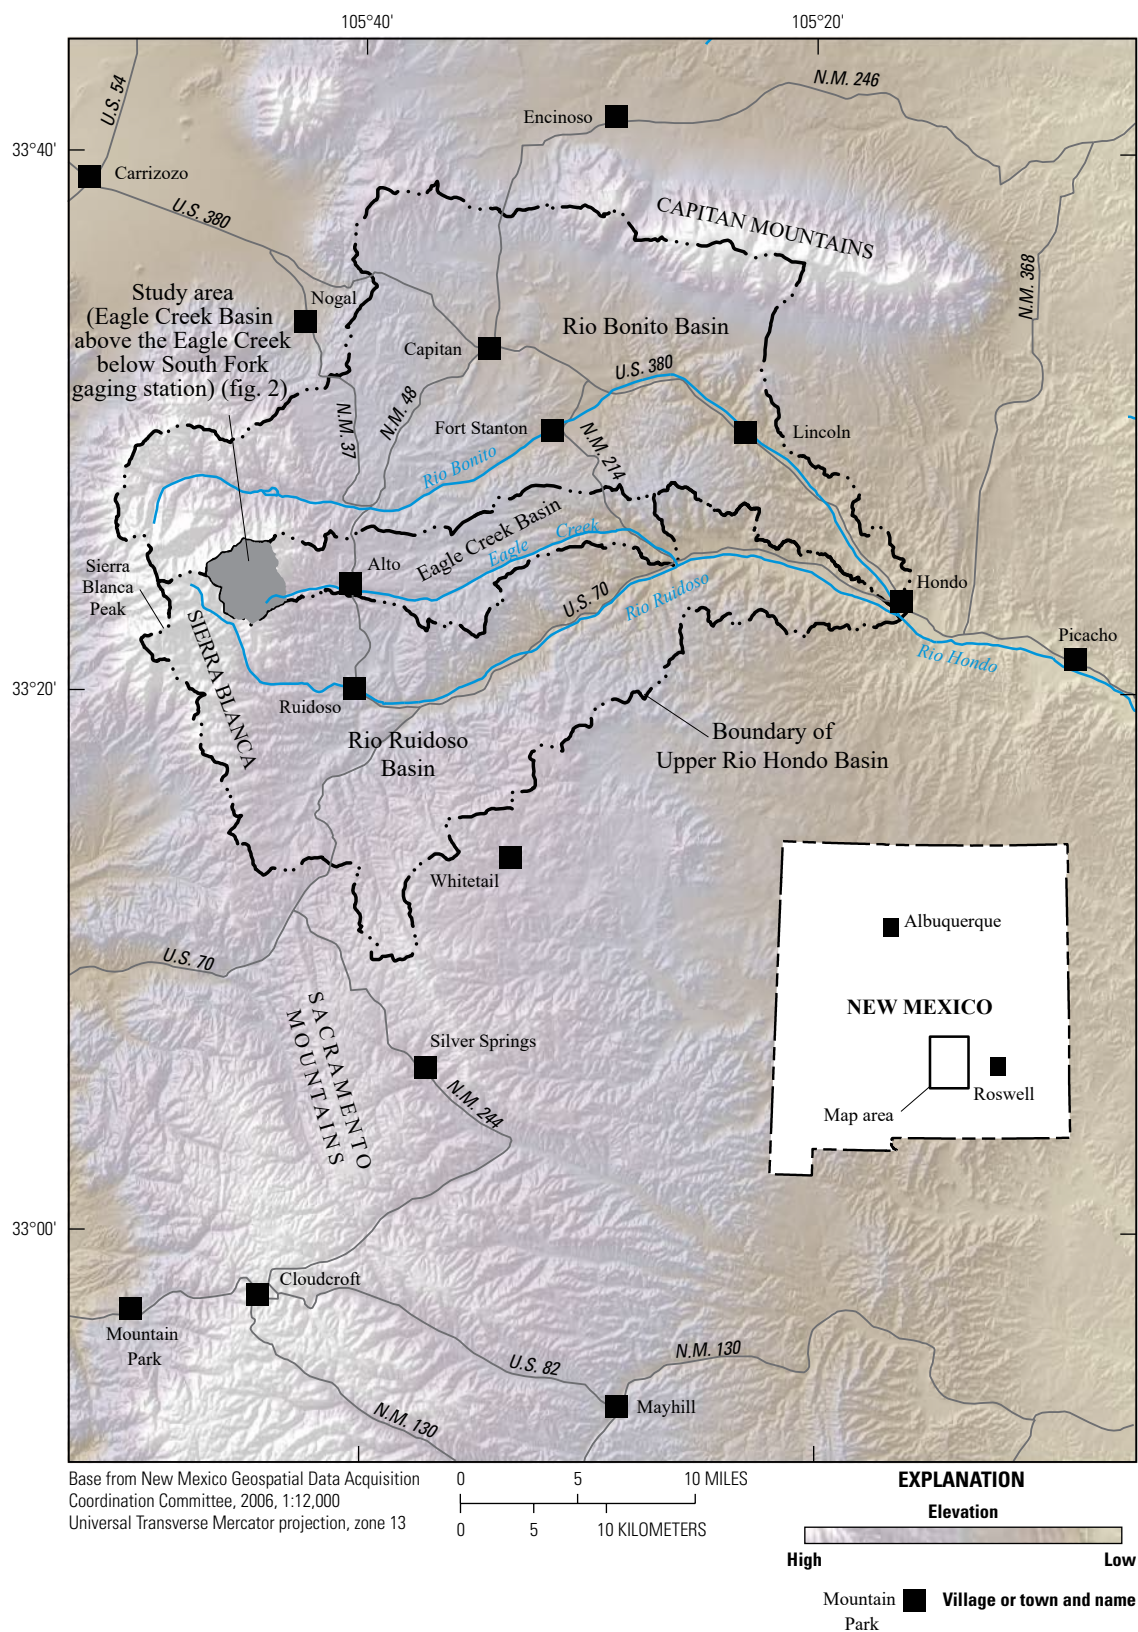 105°40'
105°20'
U.S. 54
N.M. 246
Encinoso
33°40'
Carrizozo
U.S. 380
CAPITAN MOUNTAINS
N.M. 368
Study area
(Eagle Creek Basin
above the Eagle Creek
below South Fork
gaging station) (fig. 2)
Nogal
Rio Bonito Basin
Capitan
U.S. 380
N.M. 37
N.M. 48
Fort Stanton
N.M. 214
Lincoln
Rio Bonito
Eagle Creek Basin
Eagle Creek
Sierra
Blanca
Peak
Alto
Hondo
U.S. 70
Rio Ruidoso
SIERRA BLANCA
Picacho
Rio Hondo
33°20'
Ruidoso
Rio Ruidoso
Basin
Boundary of
Upper Rio Hondo Basin
Whitetail
Albuquerque
U.S. 70
NEW MEXICO
SACRAMENTO
MOUNTAINS
Silver Springs
N.M. 244
Roswell
Map area
33°00'
Cloudcroft
Mountain
Park
U.S. 82
N.M. 130
N.M. 130
Mayhill
Base from New Mexico Geospatial Data Acquisition
Coordination Committee, 2006, 1:12,000
Universal Transverse Mercator projection, zone 13
0 5 10 MILES
0 5 10 KILOMETERS
EXPLANATION
Elevation
High Low
Mountain
Park
Village or town and name